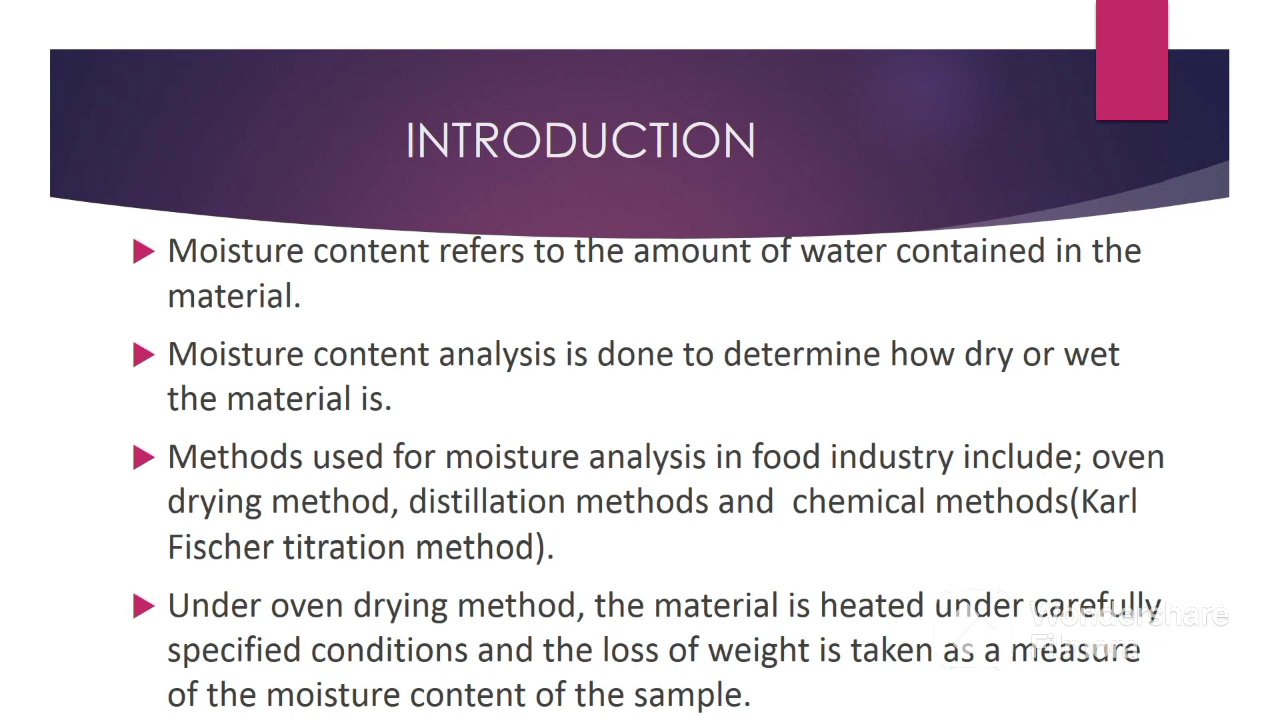 INTRODUCTION
Moisture content refers to the amount of water contained in the
material.
Moisture content analysis is done to determine how dry or wet
the material is.
Methods used for moisture analysis in food industry include; oven
drying method, distillation methods and  chemical methods(Karl
Fischer titration method).
Under oven drying method, the material is heated under carefully
specified conditions and the loss of weight is taken as a measure
of the moisture content of the sample.
Wondershare
Filmora